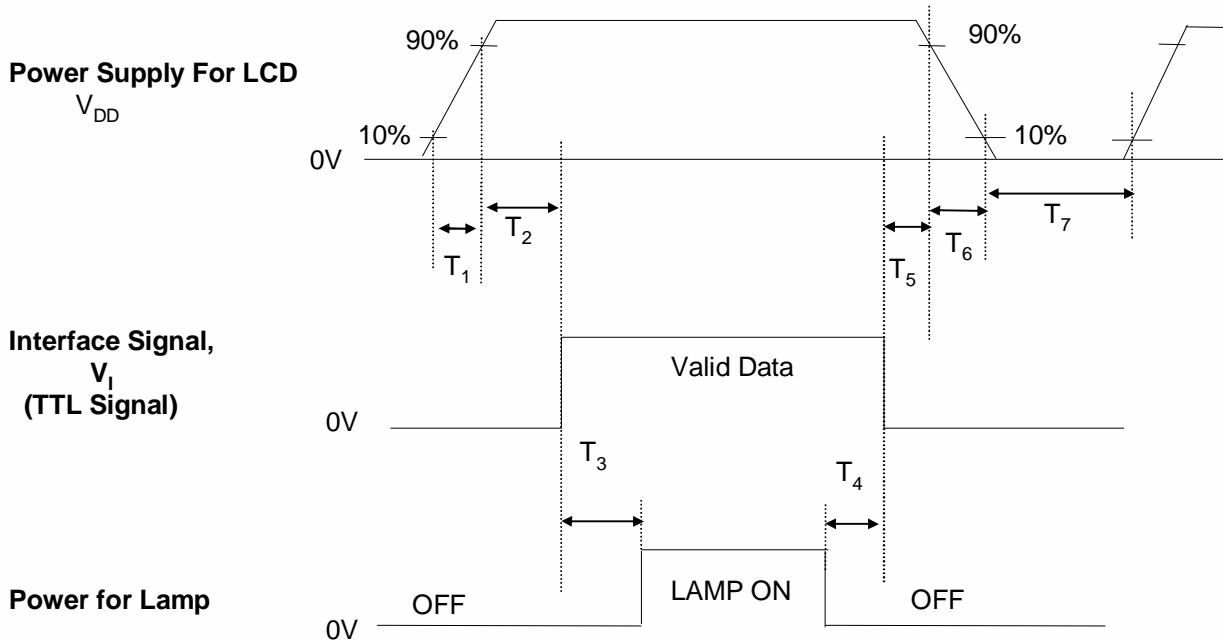 90%
90%
Power Supply For LCD
VDD
10%
10%
0V
T1
T2
T5
T6
T7
Interface Signal,
VI
(TTL Signal)
Valid Data
0V
T3
T4
Power for Lamp
OFF
LAMP ON
OFF
0V